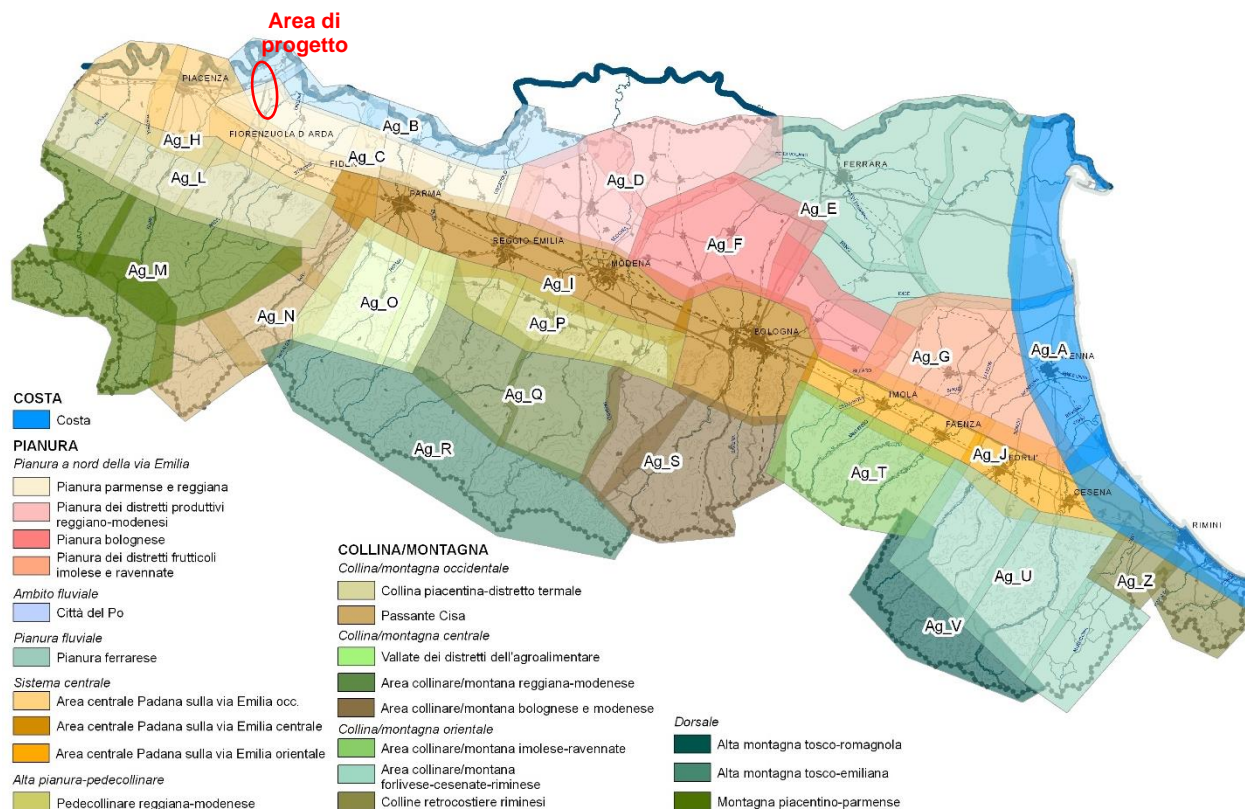 Area di
progetto
PIACENZA
Ag_B
FIORENZUOLA D ARDA
Ag_H
Ag_C
FID
Ag_L
Ag_D
FERRARA
PARMA
Ag_E
Ag_F
REGGIO EMILIA
Ag_M
MODENA
Ag_I
Ag_O
Ag_N
Ag_P
BOLOGNA
Ag_G
Ag_A
ENNA
IMOLA
Ag_Q
FAENZA
Ag_R
Ag_S
Ag_T
Ag_J
FORLI'
CESENA
RIMINI
Ag_U
Ag_Z
Ag_V
COSTA
Costa
PIANURA
Pianura a nord della via Emilia
Pianura parmense e reggiana
Pianura dei distretti produttivi
reggiano-modenesi
Pianura bolognese
Pianura dei distretti frutticoli
imolese e ravennate
Ambito fluviale
Città del Po
Pianura fluviale
Pianura ferrarese
Sistema centrale
Area centrale Padana sulla via Emilia occ.
Area centrale Padana sulla via Emilia centrale
Area centrale Padana sulla via Emilia orientale
Alta pianura-pedecollinare
Pedecollinare reggiana-modenese
COLLINA/MONTAGNA
Collina/montagna occidentale
Collina piacentina-distretto termale
Passante Cisa
Collina/montagna centrale
Vallate dei distretti dell'agroalimentare
Area collinare/montana reggiana-modenese
Area collinare/montana bolognese e modenese
Collina/montagna orientale
Area collinare/montana imolese-ravennate
Area collinare/montana
forlivese-cesenate-riminese
Colline retrocostiere riminesi
Dorsale
Alta montagna tosco-romagnola
Alta montagna tosco-emiliana
Montagna piacentino-parmense